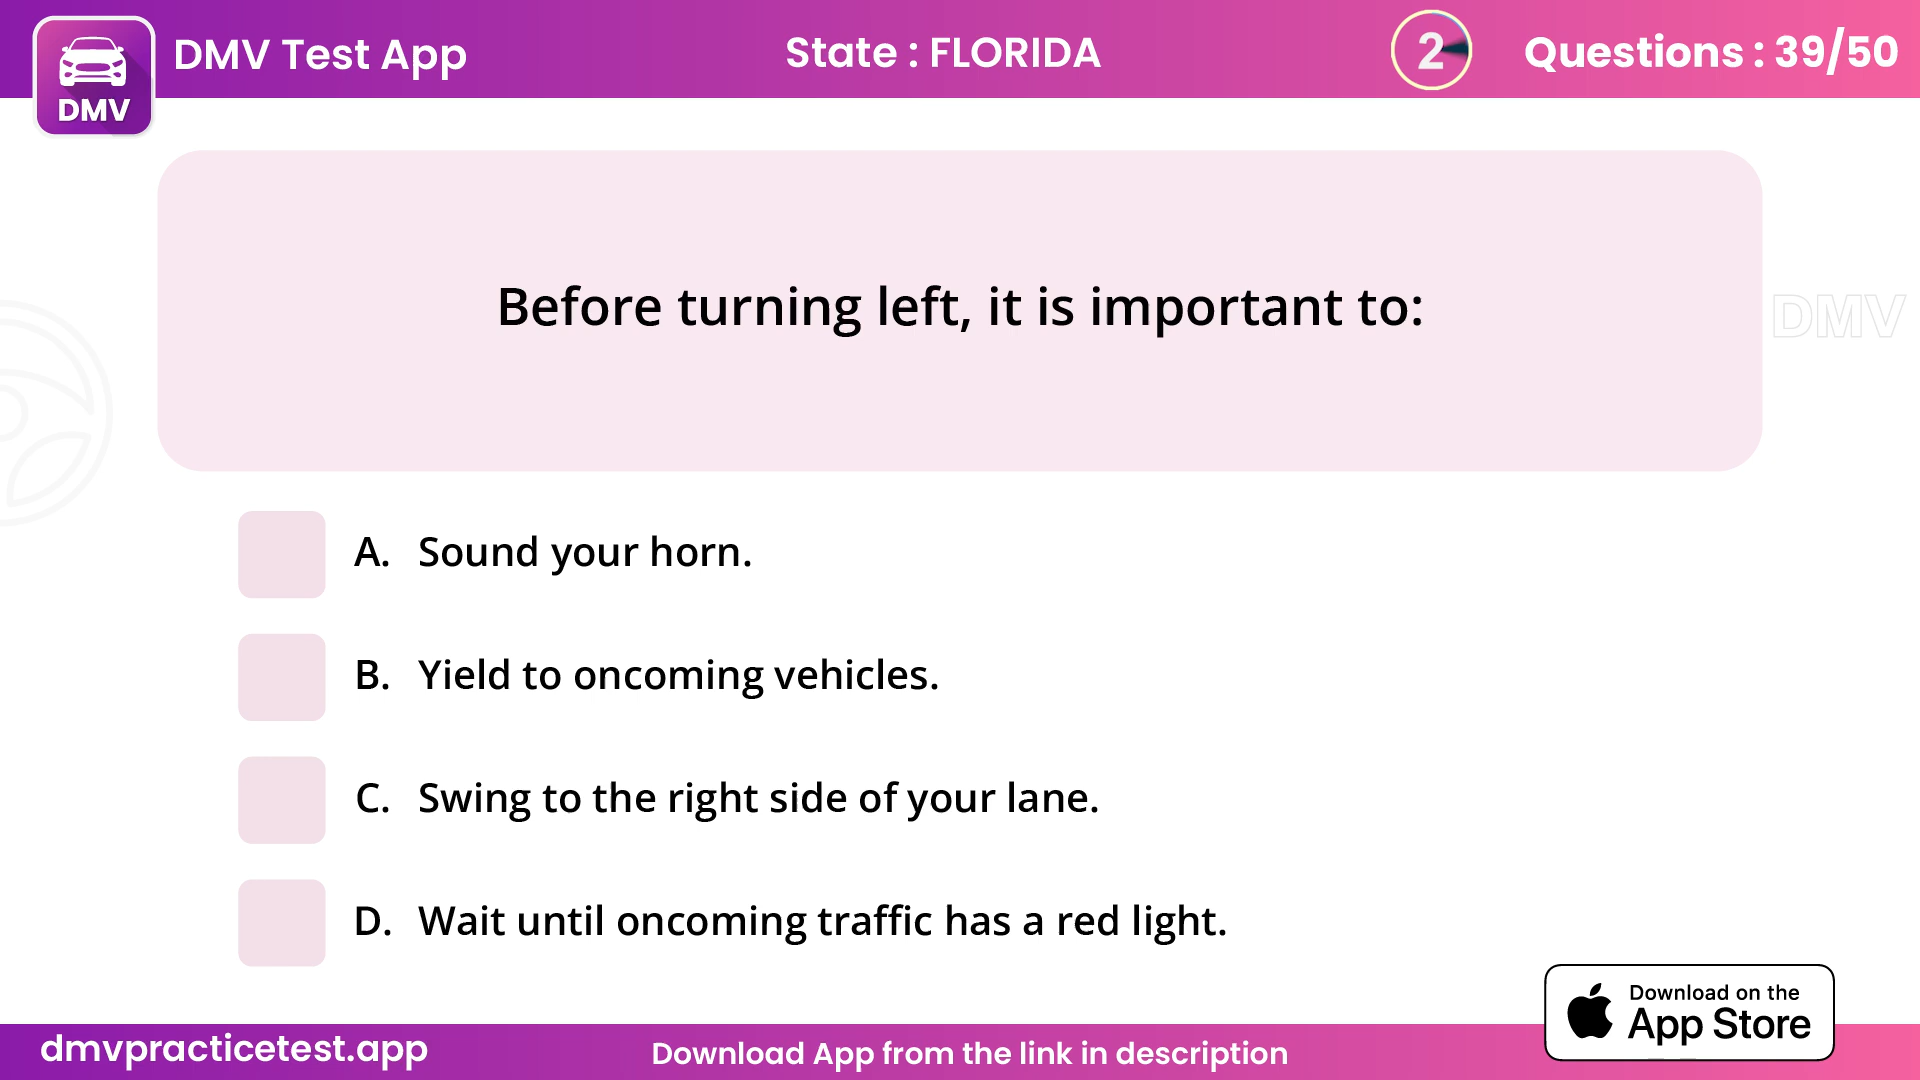 DMV Test App
State : FLORIDA
2
Questions : 39/50
DMV
Before turning left, it is important to:
DMV
A. Sound your horn.
B. Yield to oncoming vehicles.
C. Swing to the right side of your lane.
D. Wait until oncoming traffic has a red light.
Download on the
App Store
dmvpracticetest.app
Download App from the link in description